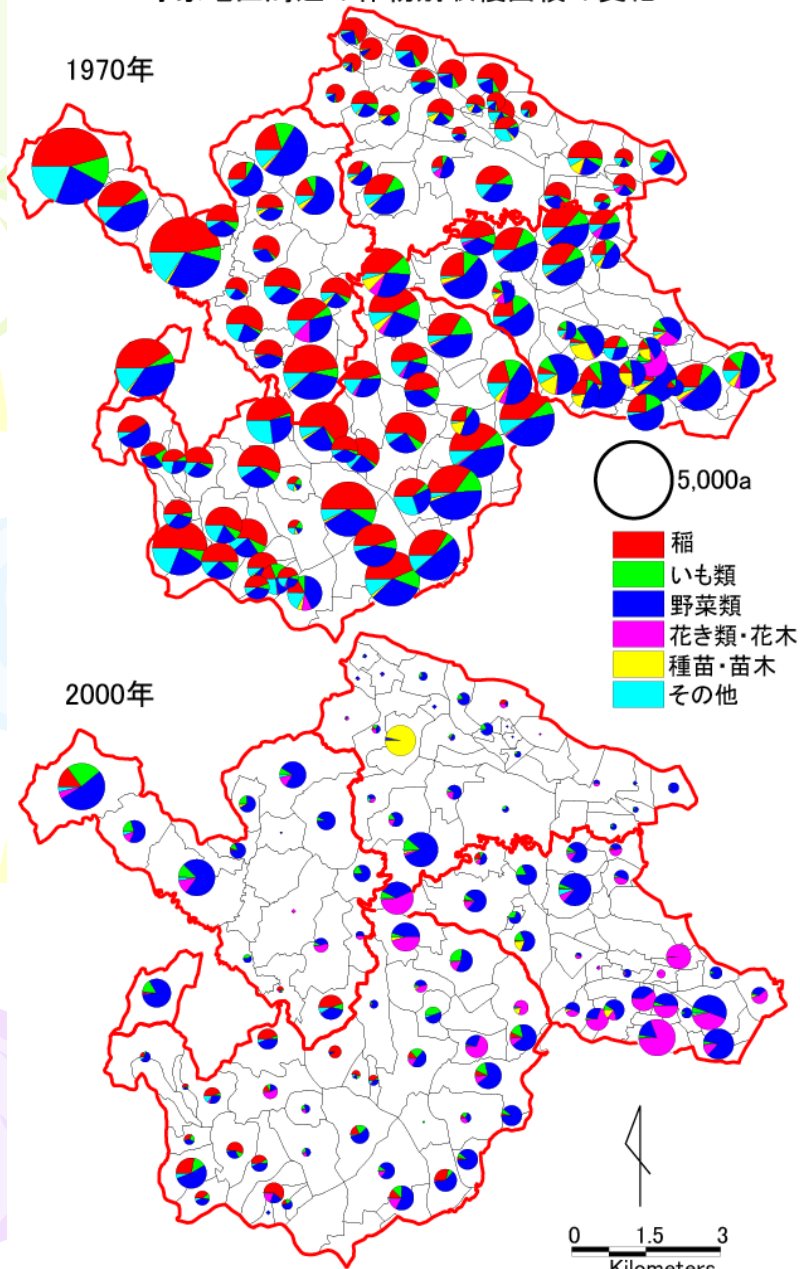 1970年
5,000a
稲
いも類
野菜類
花き類・花木
種苗・苗木
その他
2000年
0 1.5 3
Kilometers